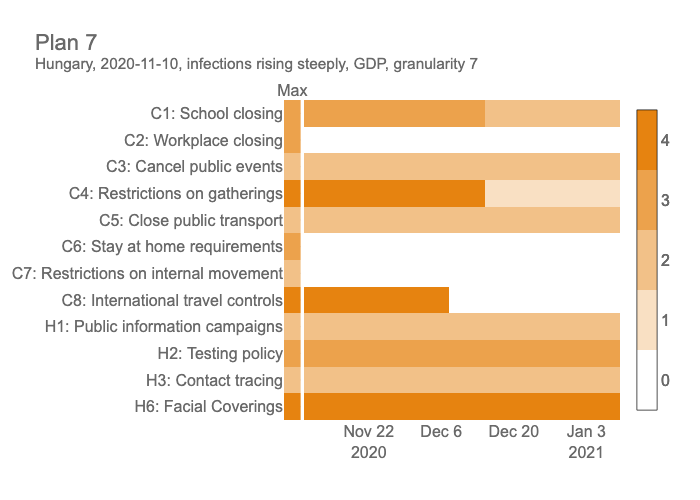 Plan 7
Hungary, 2020-11-10, infections rising steeply, GDP, granularity 7
Max
C1: School closing
C2: Workplace closing
C3: Cancel public events
C4: Restrictions on gatherings
C5: Close public transport
C6: Stay at home requirements
C7: Restrictions on internal movement
C8: International travel controls
H1: Public information campaigns
H2: Testing policy
H3: Contact tracing
H6: Facial Coverings
Nov 22 Dec 6 Dec 20 Jan 3
2020 2021
4
3
2
1
0